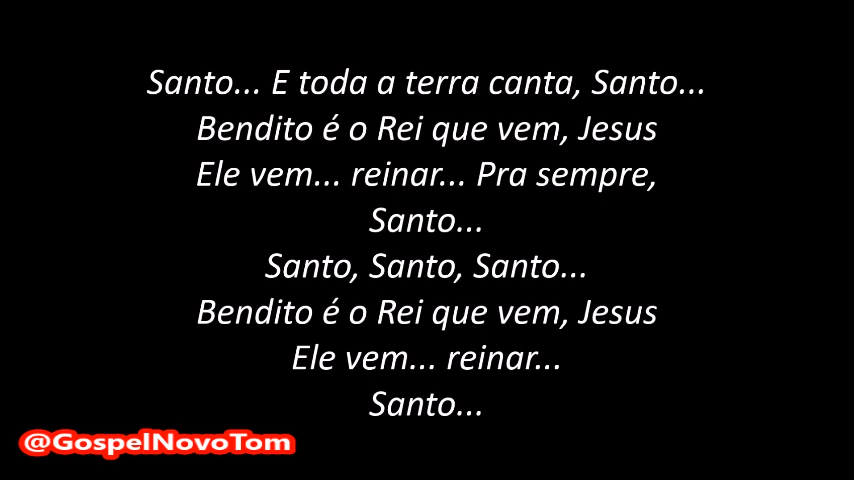 Santo... E toda a terra canta, Santo...
Bendito é o Rei que vem, Jesus
Ele vem... reinar... Pra sempre,
Santo...
Santo, Santo, Santo...
Bendito é o Rei que vem, Jesus
Ele vem... reinar...
Santo...
@GospelNovoTom